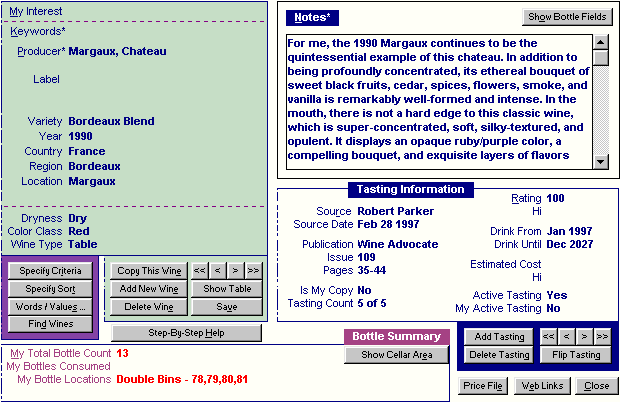 My Interest
Keywords*
Producer* Margaux, Chateau
Label
Variety Bordeaux Blend
Year 1990
Country France
Region Bordeaux
Location Margaux
Dryness Dry
Color Class Red
Wine Type Table
Notes*
Show Bottle Fields
For me, the 1990 Margaux continues to be the
quintessential example of this chateau. In addition to
being profoundly concentrated, its ethereal bouquet of
sweet black fruits, cedar, spices, flowers, smoke, and
vanilla is remarkably well-formed and intense. In the
mouth, there is not a hard edge to this classic wine,
which is super-concentrated, soft, silky-textured, and
opulent. It displays an opaque ruby/purple color, a
compelling bouquet, and exquisite layers of flavors
Tasting Information
Source Robert Parker
Source Date Feb 28 1997
Publication Wine Advocate
Issue 109
Pages 35-44
Is My Copy No
Tasting Count 5 of 5
Rating 100
Hi
Drink From Jan 1997
Drink Until Dec 2027
Estimated Cost
Hi
Active Tasting Yes
My Active Tasting No
Specify Criteria
Specify Sort
Words / Values ...
Find Wines
Copy This Wine << < > >>
Add New Wine Show Table
Delete Wine Save
Step-By-Step Help
Bottle Summary
Show Cellar Area
My Total Bottle Count 13
My Bottles Consumed
My Bottle Locations Double Bins - 78,79,80,81
Add Tasting << < > >>
Delete Tasting Flip Tasting
Price File Web Links Close